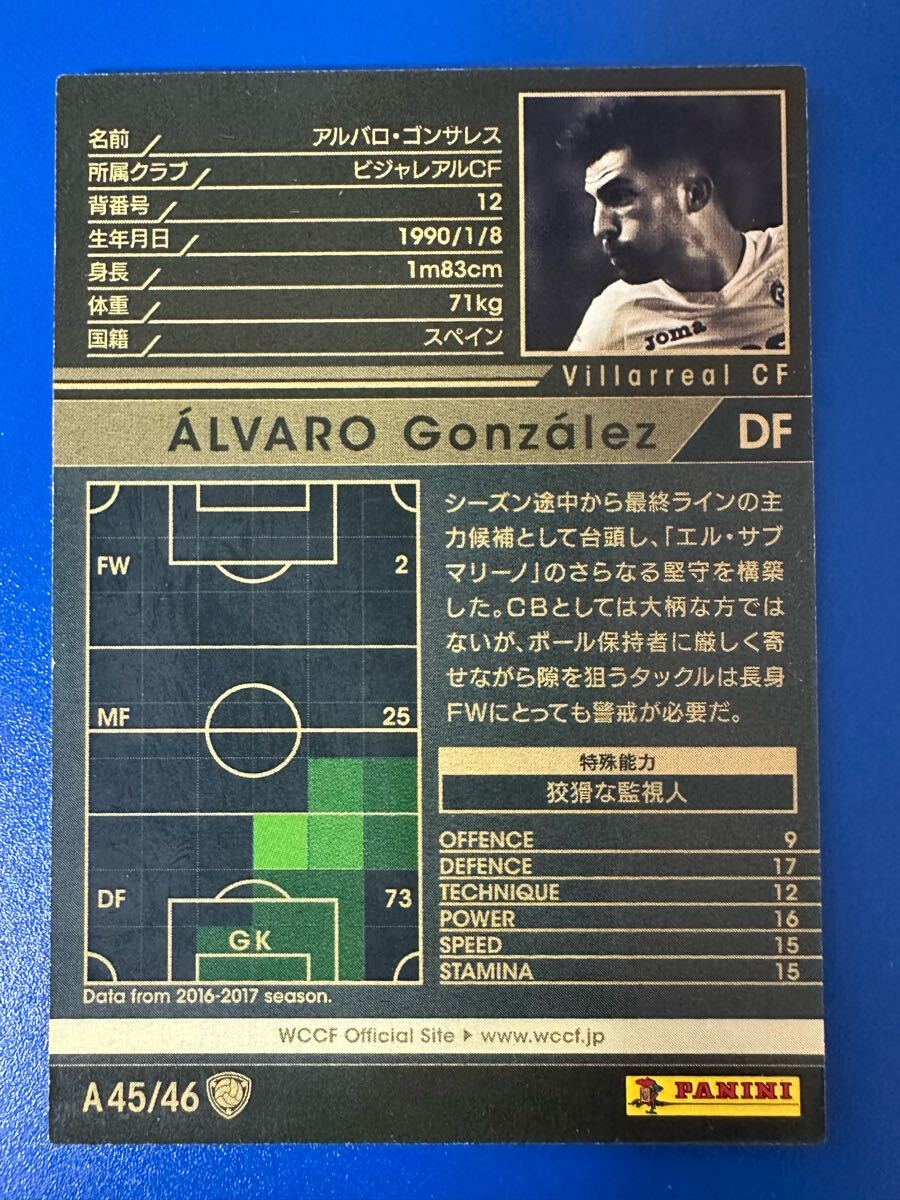 名前 アルバロ・ゴンサレス
所属クラブ ビジャレアルCF
背番号 12
生年月日 1990/1/8
身長 1m83cm
体重 71kg
国籍 スペイン
Joma
Villarreal CF
ÁLVARO González DF
FW 2
MF 25
DF 73
GK
Data from 2016-2017 season.
シーズン途中から最終ラインの主
力候補として台頭し、「エル・サブ
マリーノ」のさらなる堅守を構築
した。CBとしては大柄な方では
ないが、ボール保持者に厳しく寄
せながら隙を狙うタックルは長身
FWにとっても警戒が必要だ。
特殊能力
狡猾な監視人
OFFENCE 9
DEFENCE 17
TECHNIQUE 12
POWER 16
SPEED 15
STAMINA 15
WCCF Official Site ▶ www.wccf.jp
A45/46
PANINI